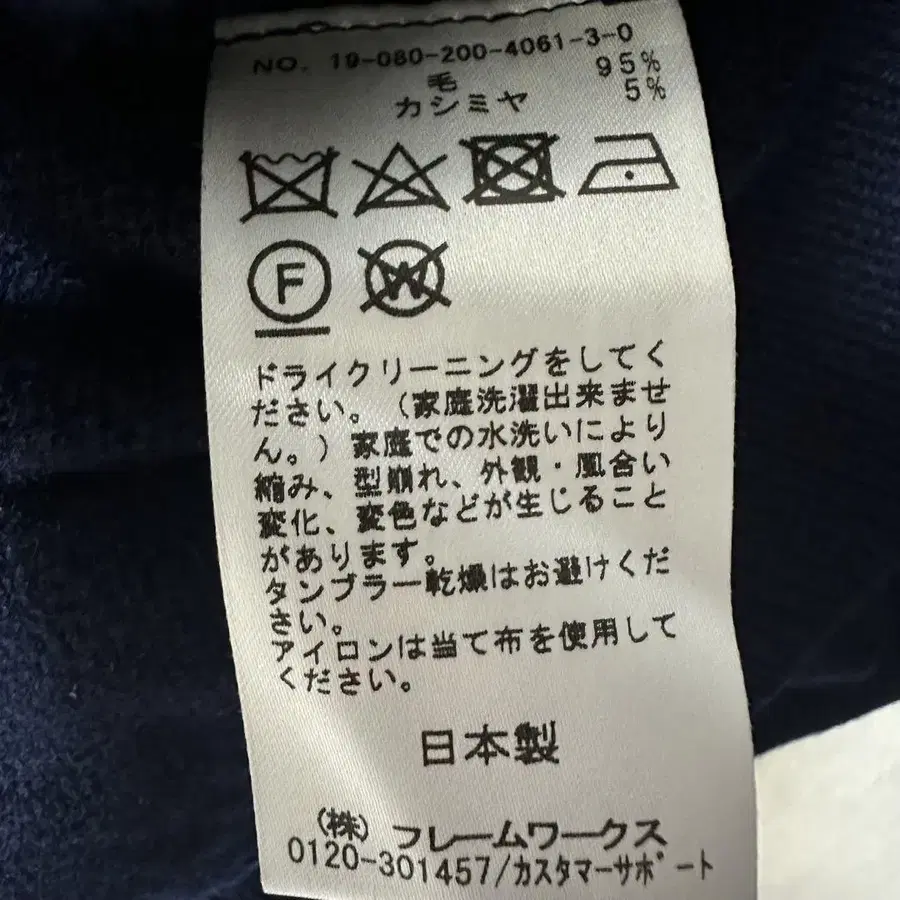 NO. 19-080-200-4061-3-0
毛 95%
カシミヤ 5%
F
W
ドライクリーニングをしてく
ださい。（家庭洗濯出来ませ
ん。）家庭での水洗いにより
縮み、型崩れ、外観・風合い
変化、変色などが生じること
があります。
タンブラー乾燥はお避けくだ
さい。
アイロンは当て布を使用して
ください。
日本製
（株）フレームワークス
0120-301457/カスタマーサポート